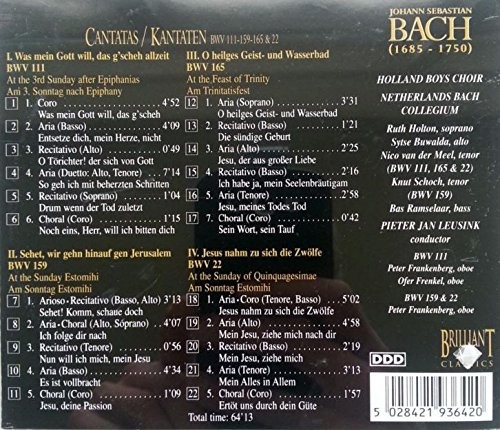 CANTATAS / KANTATEN BWV 111-159-165 & 22
I. Was mein Gott will, das g'scheh allzeit
BWV 111
At the 3rd Sunday after Epiphanias
Am 3. Sonntag nach Epiphany
1 1. Coro 4'52
Was mein Gott will, das g'scheh
2 2. Aria (Basso) 4'09
Entsetze dich, mein Herze, nicht
3 3. Recitativo (Alto) 0'49
O Törichter! der sich von Gott
4 4. Aria (Duetto: Alto, Tenore) 7'14
So geh ich mit beherzten Schritten
5 5. Recitativo (Soprano) 1'04
Drum wenn der Tod zuletzt
6 6. Choral (Coro) 1'15
Noch eins, Herr, will ich bitten dich
II. Sehet, wir gehn hinauf gen Jerusalem
BWV 159
At the Sunday Estomihi
Am Sonntag Estomihi
7 1. Arioso-Recitativo (Basso, Alto) 3'13
Sehet! Komm, schaue doch
8 2. Aria-Choral (Alto, Soprano) 4'07
Ich folge dir nach
9 3. Recitativo (Tenore) 0'56
Nun will ich mich, mein Jesu
10 4. Aria (Basso) 4'34
Es ist vollbracht
11 5. Choral (Coro) 1'09
Jesu, deine Passion
III. O heilges Geist- und Wasserbad
BWV 165
At the Feast of Trinity
Am Trinitatisfest
12 1. Aria (Soprano) 3'31
O heilges Geist- und Wasserbad
13 2. Recitativo (Basso) 1'21
Die sündige Geburt
14 3. Aria (Alto) 3'25
Jesu, der aus großer Liebe
15 4. Recitativo (Basso) 2'16
Ich habe ja, mein Seelenbräutigam
16 5. Aria (Tenore) 2'58
Jesu, meines Todes Tod
17 7. Choral (Coro) 0'42
Sein Wort, sein Tauf
IV. Jesus nahm zu sich die Zwölfe
BWV 22
At the Sunday of Quinquagesimae
Am Sonntag Estomihi
18 1. Aria-Coro (Tenore, Basso) 5'02
Jesus nahm zu sich die Zwölfe
19 2. Aria (Alto) 4'58
Mein Jesu, ziehe mich nach dir
20 3. Recitativo (Basso) 2'19
Mein Jesu, ziehe mich
21 4. Aria (Tenore) 3'13
Mein Alles in Allem
22 5. Choral (Coro) 1'57
Ertöt uns durch dein Güte
Total time: 64'13
JOHANN SEBASTIAN
BACH
(1685 - 1750)
HOLLAND BOYS CHOIR
NETHERLANDS BACH
COLLEGIUM
Ruth Holton, soprano
Sytse Buwalda, alto
Nico van der Meel, tenor
(BWV 111, 165 & 22)
Knut Schoch, tenor
(BWV 159)
Bas Ramselaar, bass
PIETER JAN LEUSINK
conductor
BWV 111
Peter Frankenberg, oboe
Ofer Frenkel, oboe
BWV 159 & 22
Peter Frankenberg, oboe
DDD
BRILLIANT
CLASSICS
5 028421 936420